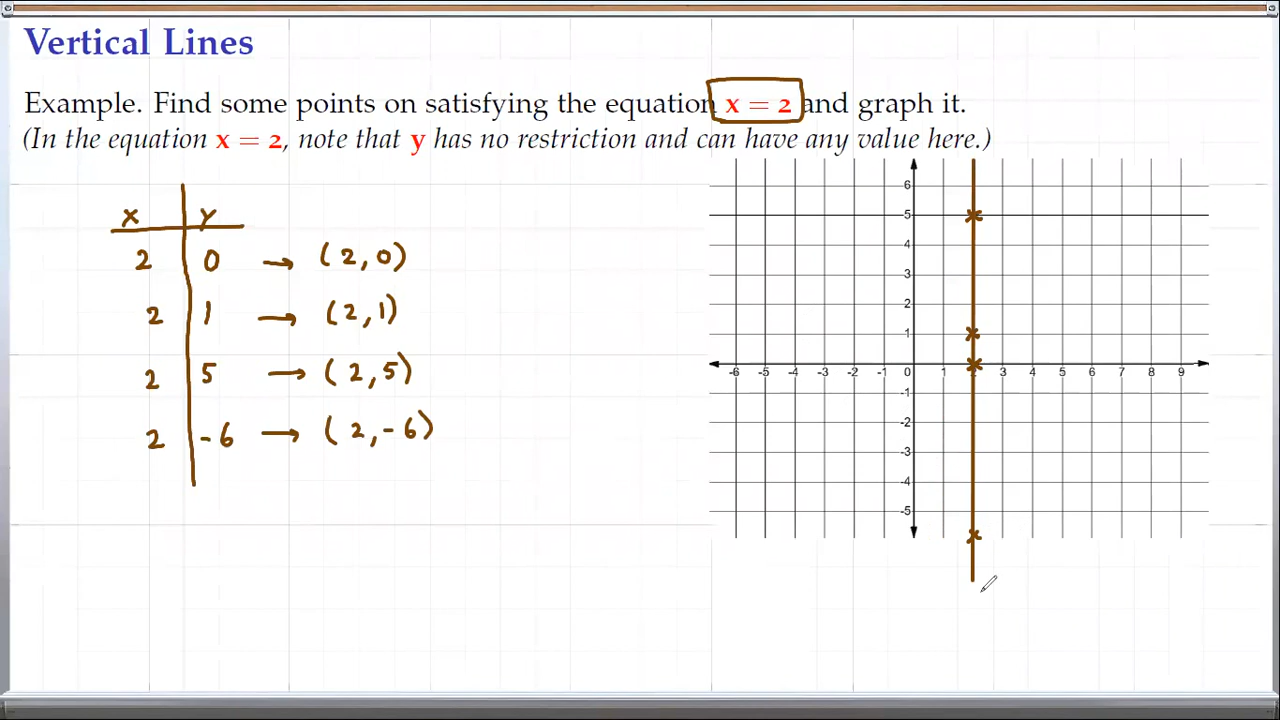 Vertical Lines
Example. Find some points on satisfying the equation x = 2 and graph it.
(In the equation x = 2, note that y has no restriction and can have any value here.)
x y
2 0 → (2, 0)
2 1 → (2, 1)
2 5 → (2, 5)
2 -6 → (2, -6)
6
5
4
3
2
1
-6 -5 -4 -3 -2 -1 0 1 2 3 4 5 6 7 8 9
-1
-2
-3
-4
-5